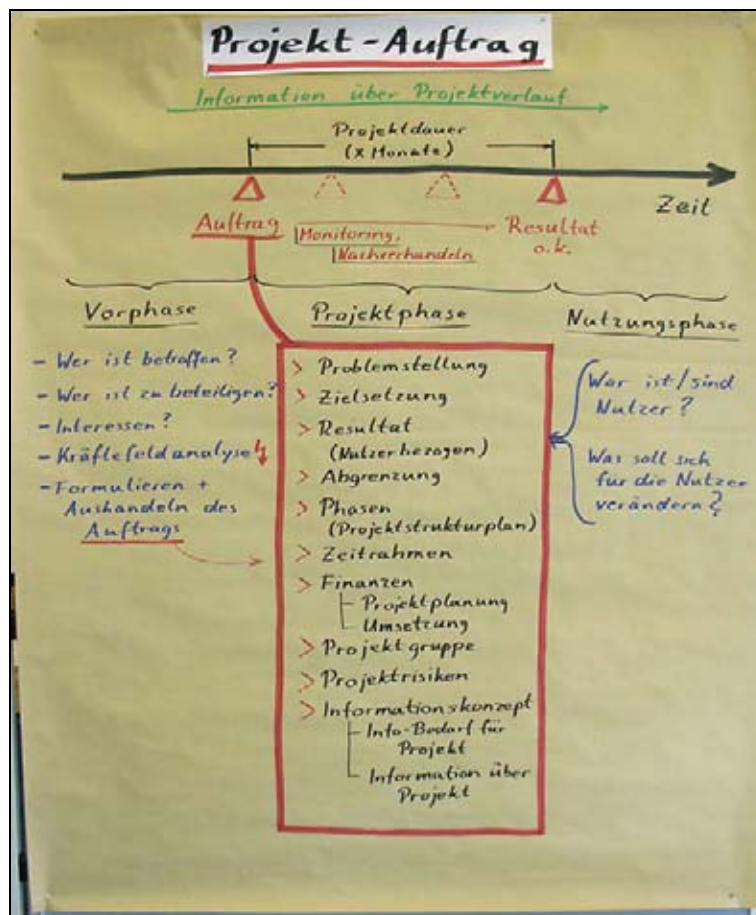 Projekt-Auftrag
Information über Projektverlauf
Projektdauer
(x Monate)
Zeit
Auftrag
Monitoring,
Nachverhandeln
Resultat
o.k.
Vorphase
Projektphase
Nutzungsphase
- Wer ist betroffen?
- Wer ist zu beteiligen?
- Interessen?
- Kräftefeldanalyse
- Formulieren +
Aushandeln des
Auftrags
> Problemstellung
> Zielsetzung
> Resultat
(Nutzerbezogen)
> Abgrenzung
> Phasen
(Projektstrukturplan)
> Zeitrahmen
> Finanzen
- Projektplanung
- Umsetzung
> Projektgruppe
> Projektrisiken
> Informationskonzept
- Info-Bedarf für
Projekt
- Information über
Projekt
Wer ist/sind
Nutzer?
Was soll sich
für die Nutzer
verändern?